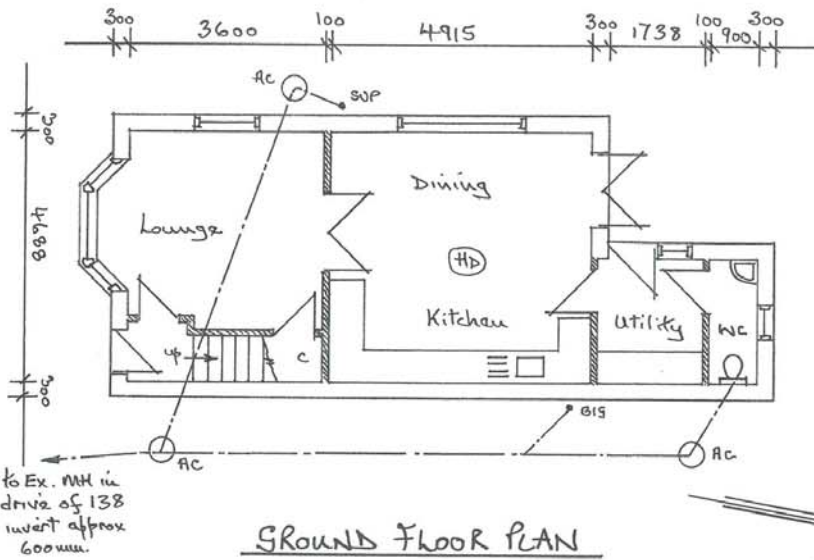 300 3600 100 4915 300 1738 100 900 300
AC
SVP
300
4688
300
Dining
Lounge
HD
Kitchen
Utility
WC
up
C
BIG
AC
AC
to Ex. MH in
drive of 138
invert approx
600mm.
GROUND FLOOR PLAN